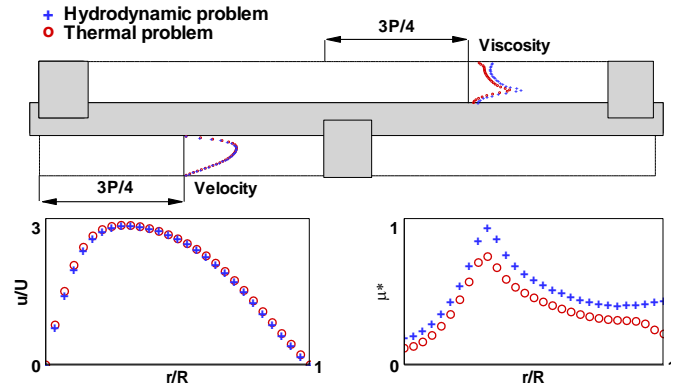 + Hydrodynamic problem
o Thermal problem
3P/4
Viscosity
3P/4
Velocity
3
u/U
0
r/R
1
1
μ*
0
r/R
1